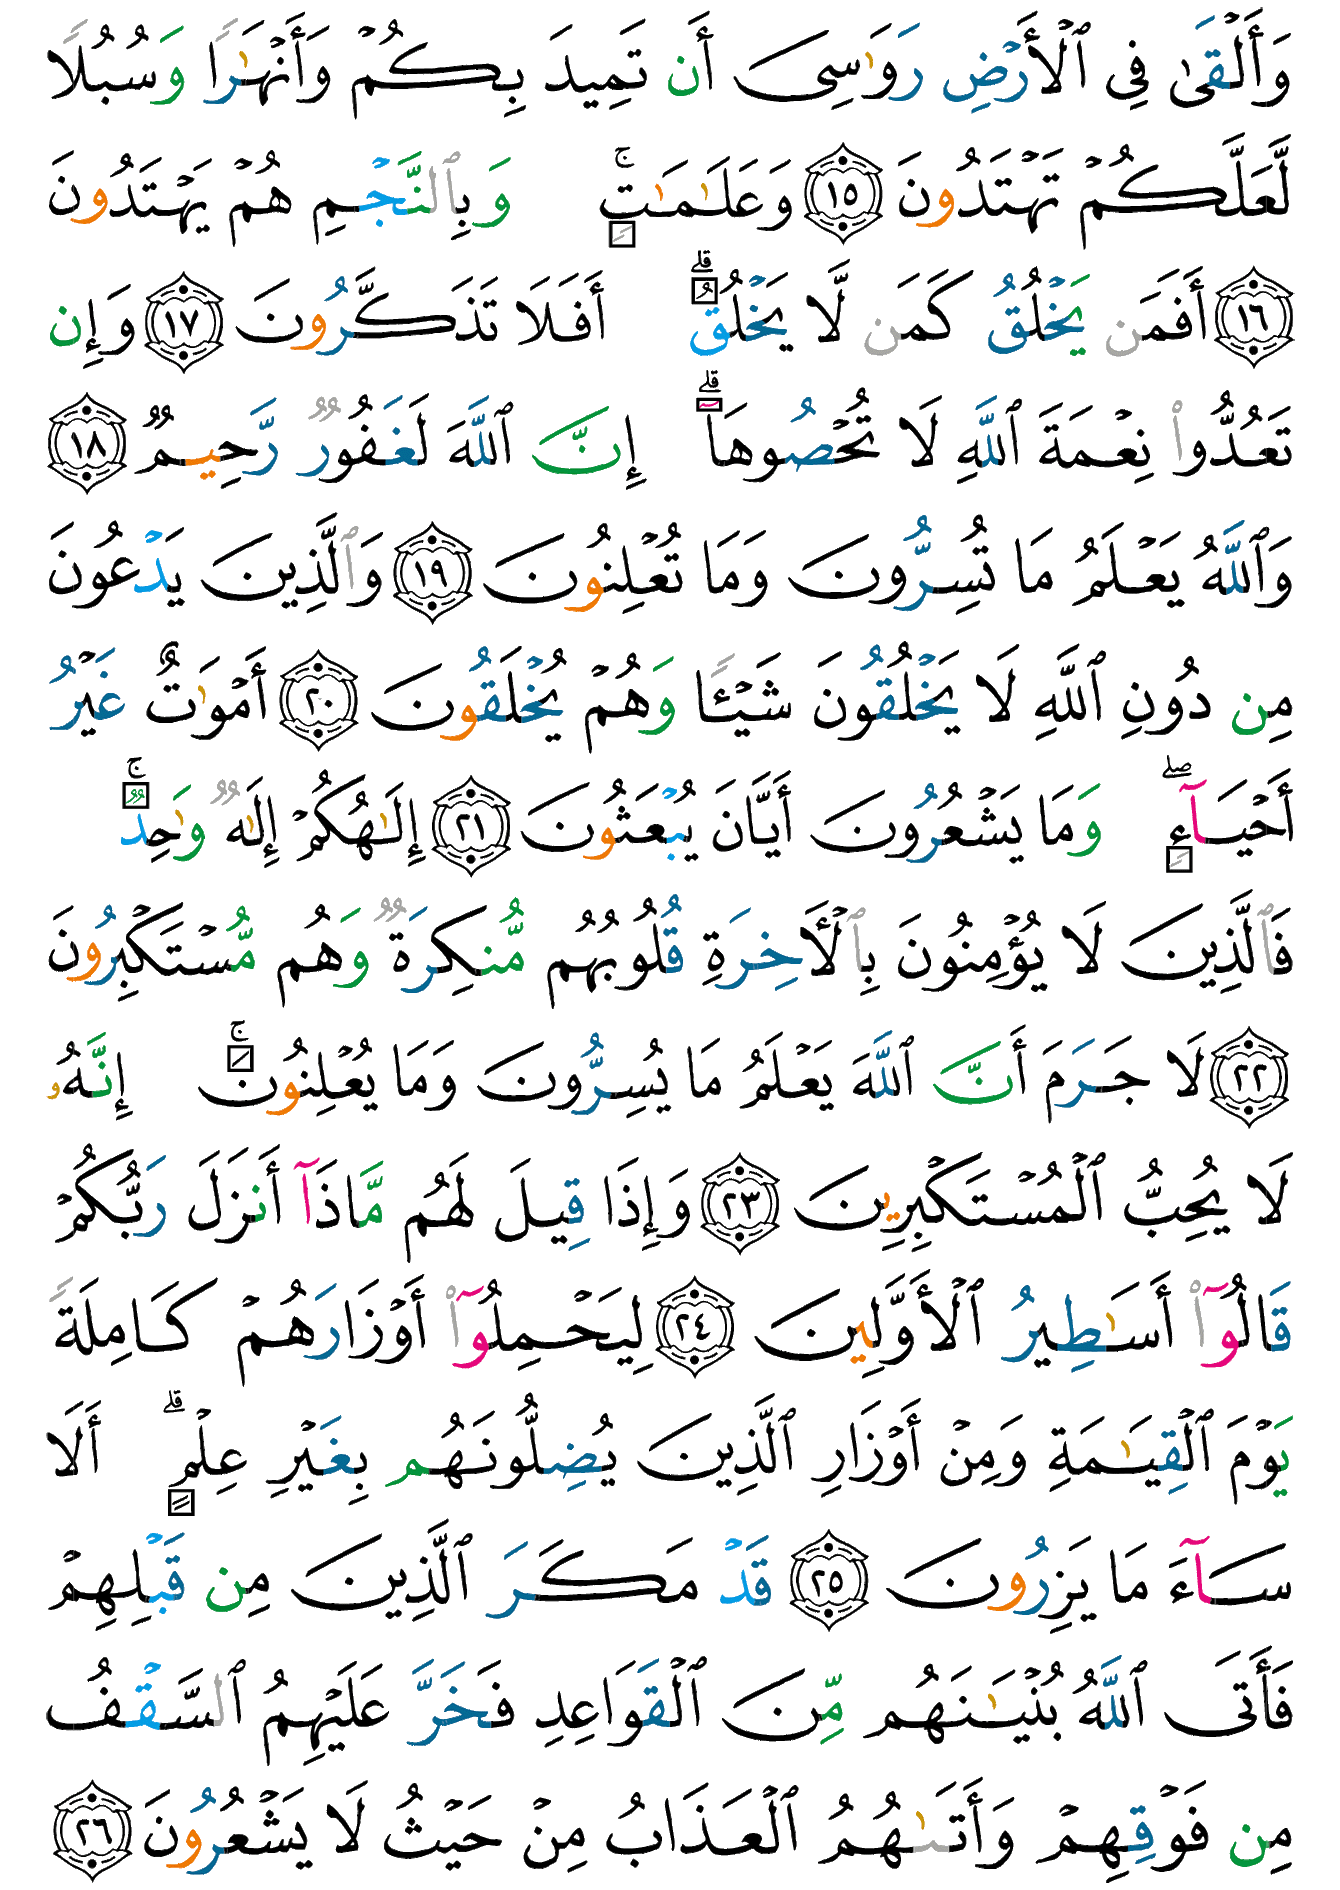 وَأَلْقَىٰ فِى ٱلْأَرْضِ رَوَٰسِىَ أَن تَمِيدَ بِكُمْ وَأَنْهَٰرًا وَسُبُلًا
لَّعَلَّكُمْ تَهْتَدُونَ ١٥ وَعَلَٰمَٰتٍ ۚ وَبِٱلنَّجْمِ هُمْ يَهْتَدُونَ
١٦ أَفَمَن يَخْلُقُ كَمَن لَّا يَخْلُقُ ۗ أَفَلَا تَذَكَّرُونَ ١٧ وَإِن
تَعُدُّوا۟ نِعْمَةَ ٱللَّهِ لَا تُحْصُوهَا ۗ إِنَّ ٱللَّهَ لَغَفُورٌ رَّحِيمٌ ١٨
وَٱللَّهُ يَعْلَمُ مَا تُسِرُّونَ وَمَا تُعْلِنُونَ ١٩ وَٱلَّذِينَ يَدْعُونَ
مِن دُونِ ٱللَّهِ لَا يَخْلُقُونَ شَيْـًٔا وَهُمْ يُخْلَقُونَ ٢٠ أَمْوَٰتٌ غَيْرُ
أَحْيَآءٍ ۖ وَمَا يَشْعُرُونَ أَيَّانَ يُبْعَثُونَ ٢١ إِلَٰهُكُمْ إِلَٰهٌ وَٰحِدٌ ۚ
فَٱلَّذِينَ لَا يُؤْمِنُونَ بِٱلْأَخِرَةِ قُلُوبُهُم مُّنكِرَةٌ وَهُم مُّسْتَكْبِرُونَ
٢٢ لَا جَرَمَ أَنَّ ٱللَّهَ يَعْلَمُ مَا يُسِرُّونَ وَمَا يُعْلِنُونَ ۚ إِنَّهُۥ
لَا يُحِبُّ ٱلْمُسْتَكْبِرِينَ ٢٣ وَإِذَا قِيلَ لَهُم مَّاذَآ أَنزَلَ رَبُّكُمْ
قَالُوٓا۟ أَسَٰطِيرُ ٱلْأَوَّلِينَ ٢٤ لِيَحْمِلُوٓا۟ أَوْزَارَهُمْ كَامِلَةً
يَوْمَ ٱلْقِيَٰمَةِ وَمِنْ أَوْزَارِ ٱلَّذِينَ يُضِلُّونَهُم بِغَيْرِ عِلْمٍ ۗ أَلَا
سَآءَ مَا يَزِرُونَ ٢٥ قَدْ مَكَرَ ٱلَّذِينَ مِن قَبْلِهِمْ
فَأَتَى ٱللَّهُ بُنْيَٰنَهُم مِّنَ ٱلْقَوَاعِدِ فَخَرَّ عَلَيْهِمُ ٱلسَّقْفُ
مِن فَوْقِهِمْ وَأَتَىٰهُمُ ٱلْعَذَابُ مِنْ حَيْثُ لَا يَشْعُرُونَ ٢٦